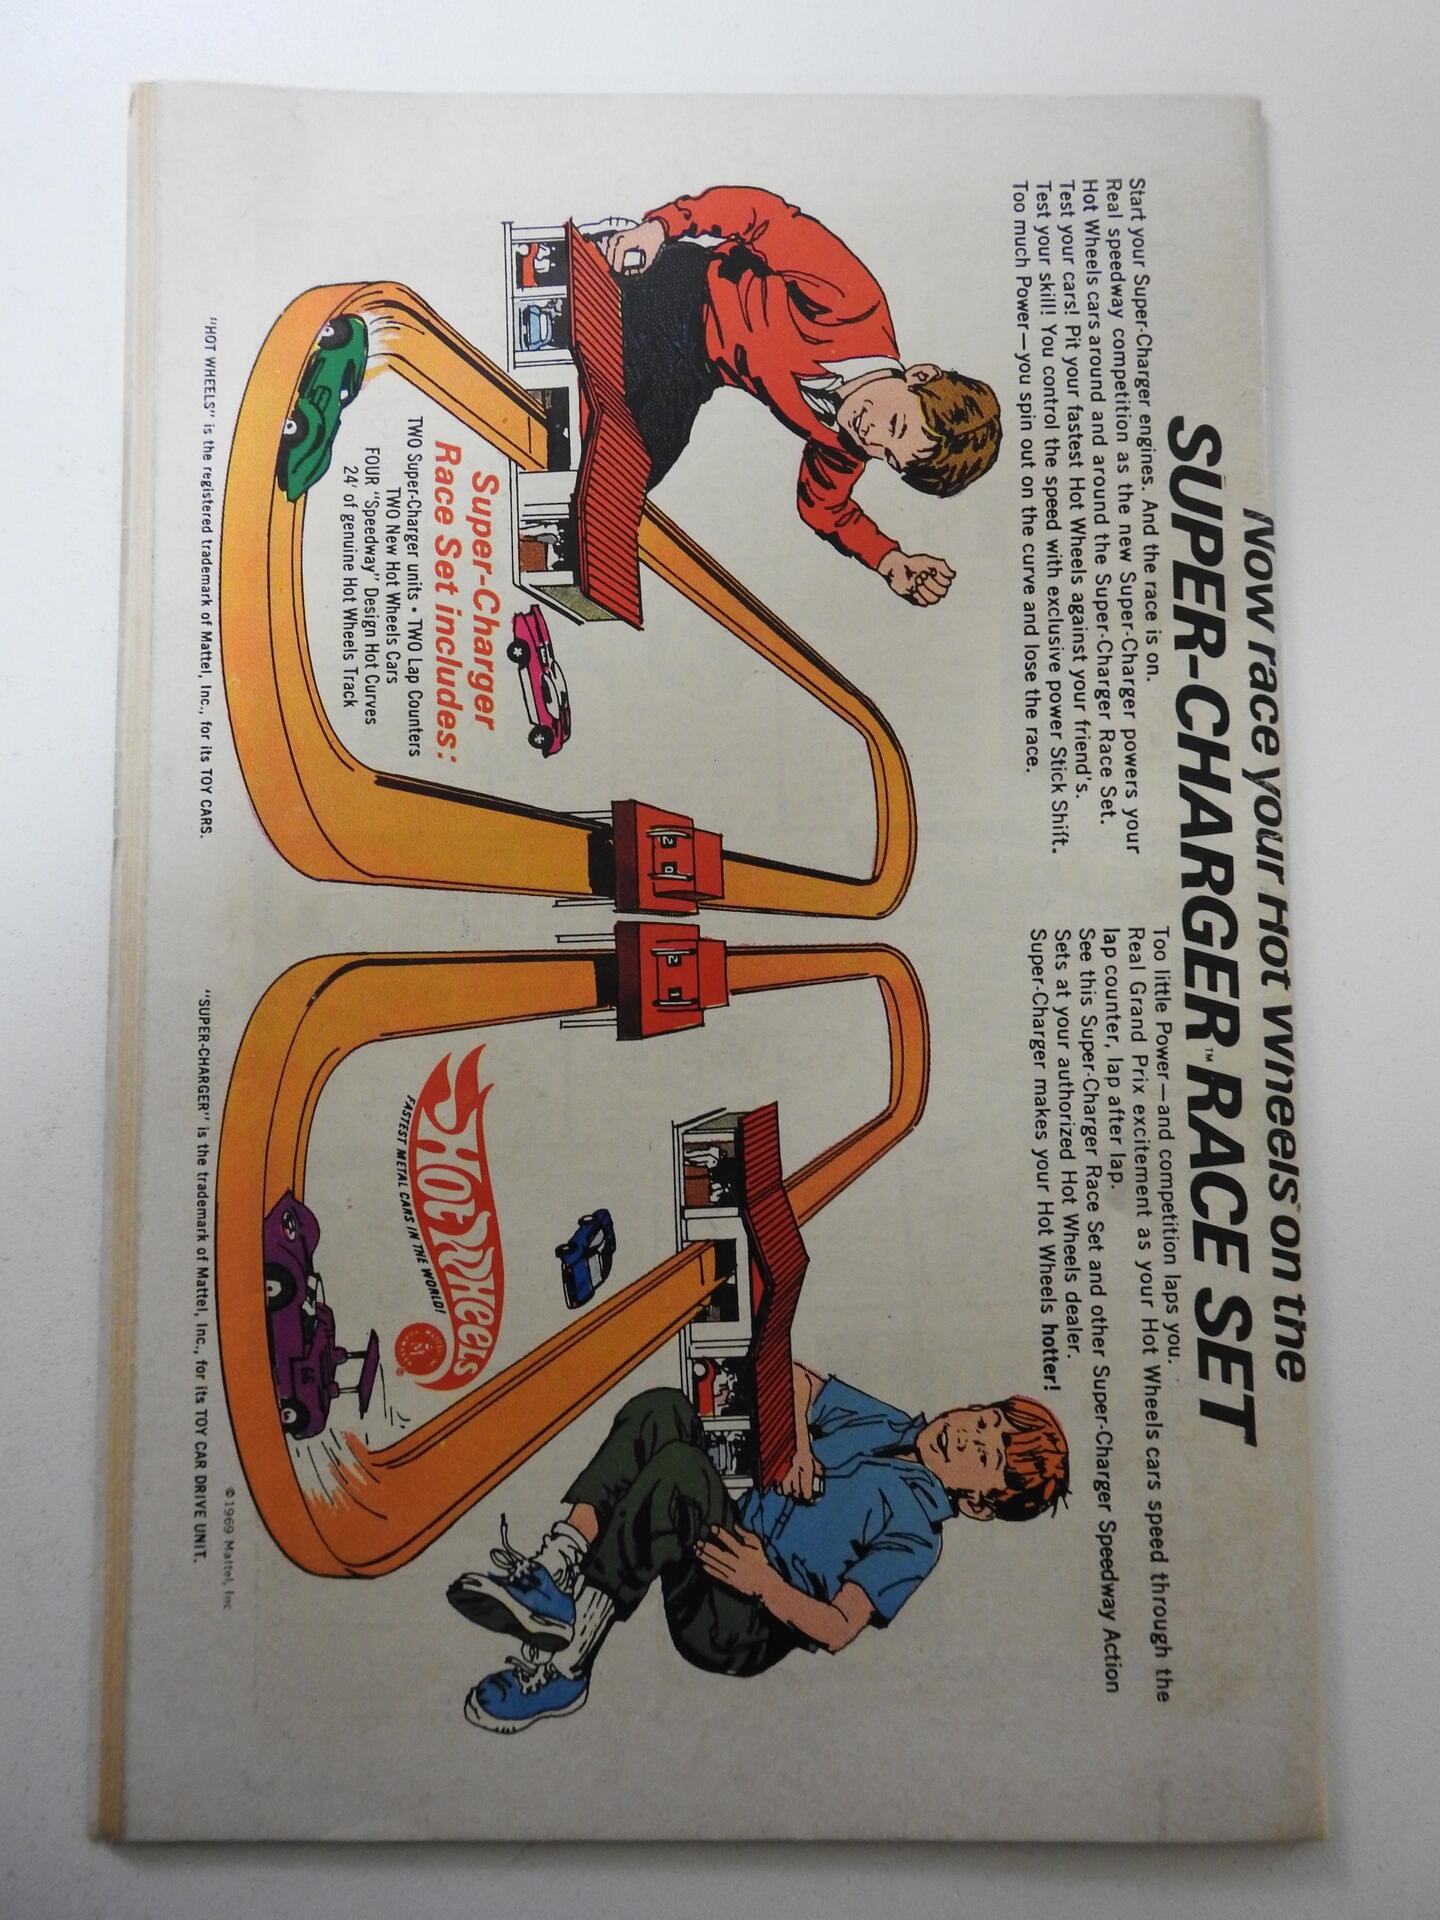 Now race your Hot Wheels® on the
SUPER-CHARGER™ RACE SET
Start your Super-Charger engines. And the race is on.
Real speedway competition as the new Super-Charger powers your
Hot Wheels cars around and around the Super-Charger Race Set.
Test your cars! Pit your fastest Hot Wheels against your friend's.
Test your skill! You control the speed with exclusive power Stick Shift.
Too much Power—you spin out on the curve and lose the race.
Too little Power—and competition laps you.
Real Grand Prix excitement as your Hot Wheels cars speed through the
lap counter, lap after lap.
See this Super-Charger Race Set and other Super-Charger Speedway Action
Sets at your authorized Hot Wheels dealer.
Super-Charger makes your Hot Wheels hotter!
2 0
2 1
Super-Charger
Race Set includes:
TWO Super-Charger units • TWO Lap Counters
TWO New Hot Wheels Cars
FOUR "Speedway" Design Hot Curves
24' of genuine Hot Wheels Track
Hot Wheels
®
FASTEST METAL CARS IN THE WORLD!
66
© 1969 Mattel, Inc
"HOT WHEELS" is the registered trademark of Mattel, Inc., for its TOY CARS.
"SUPER-CHARGER" is the trademark of Mattel, Inc., for its TOY CAR DRIVE UNIT.